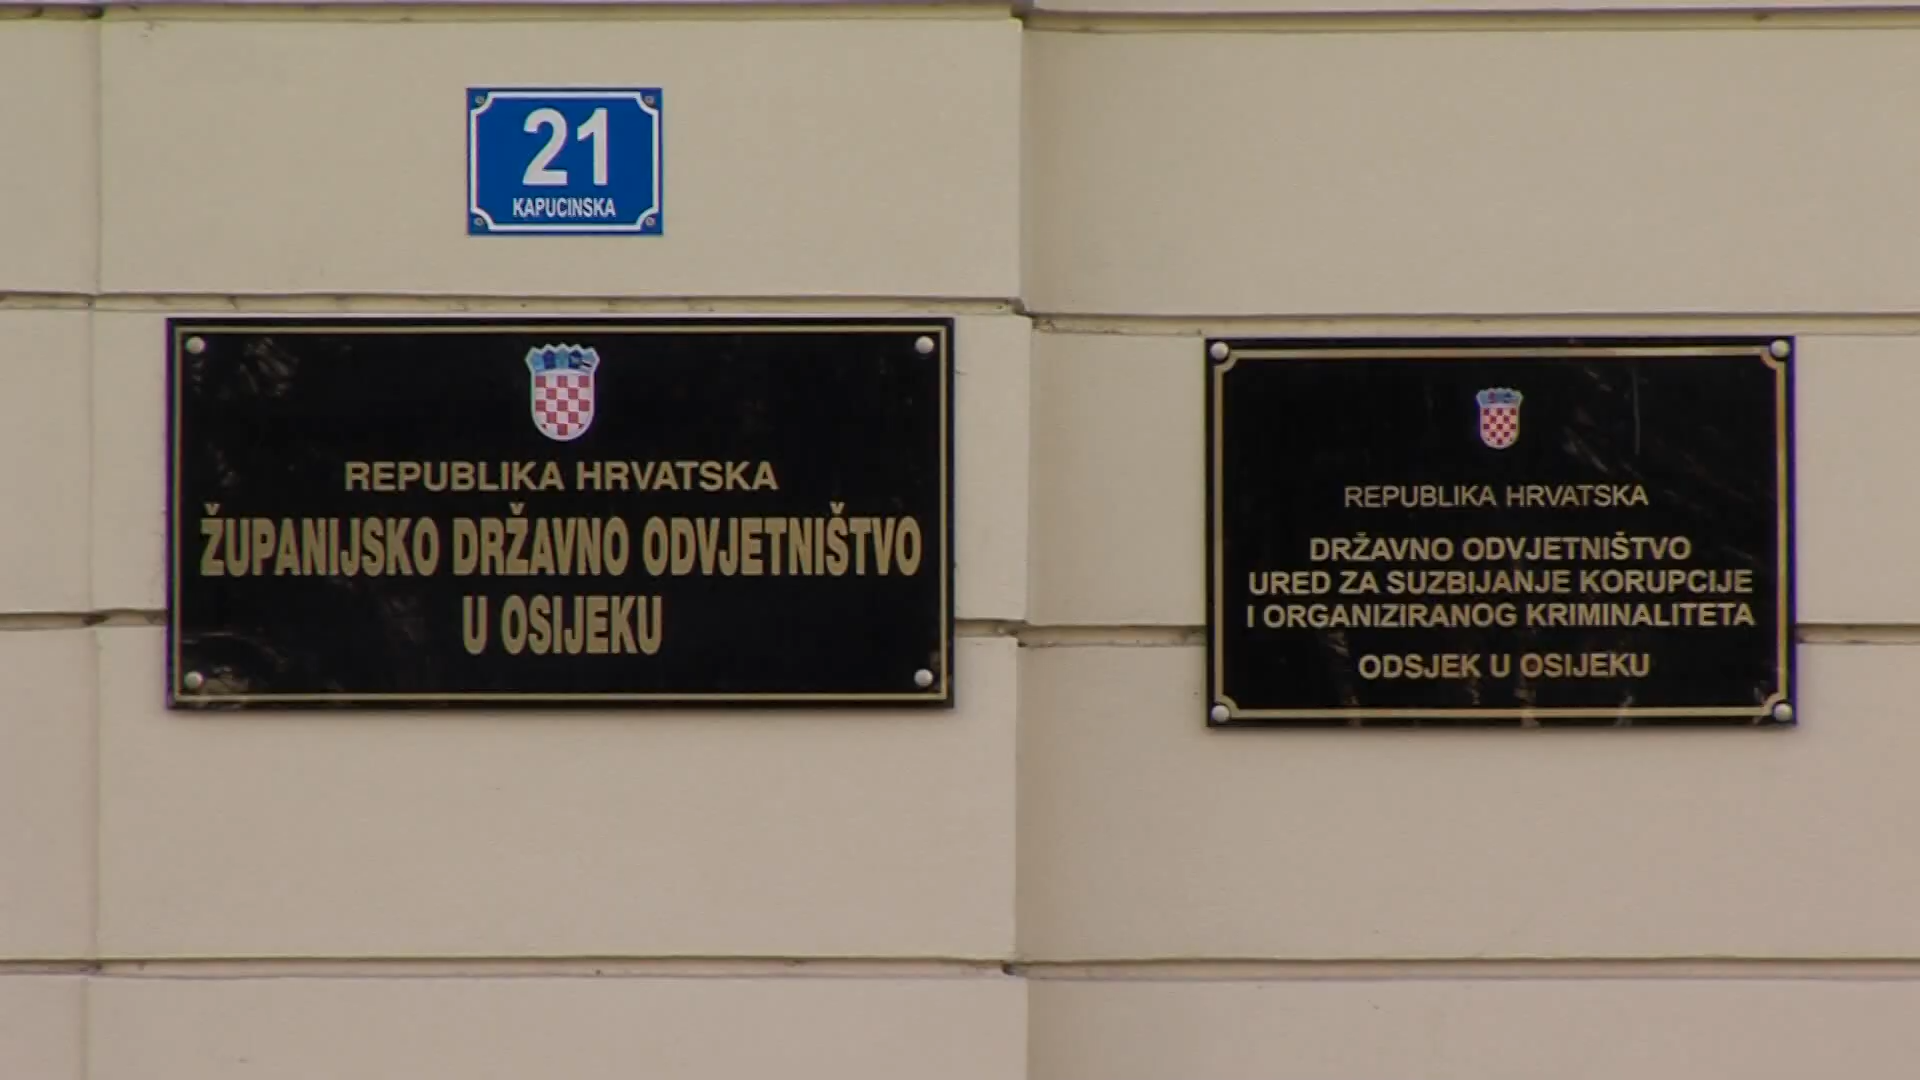 21
KAPUCINSKA
REPUBLIKA HRVATSKA
ŽUPANIJSKO DRŽAVNO ODVJETNIŠTVO
U OSIJEKU
REPUBLIKA HRVATSKA
DRŽAVNO ODVJETNIŠTVO
URED ZA SUZBIJANJE KORUPCIJE
I ORGANIZIRANOG KRIMINALITETA
ODSJEK U OSIJEKU